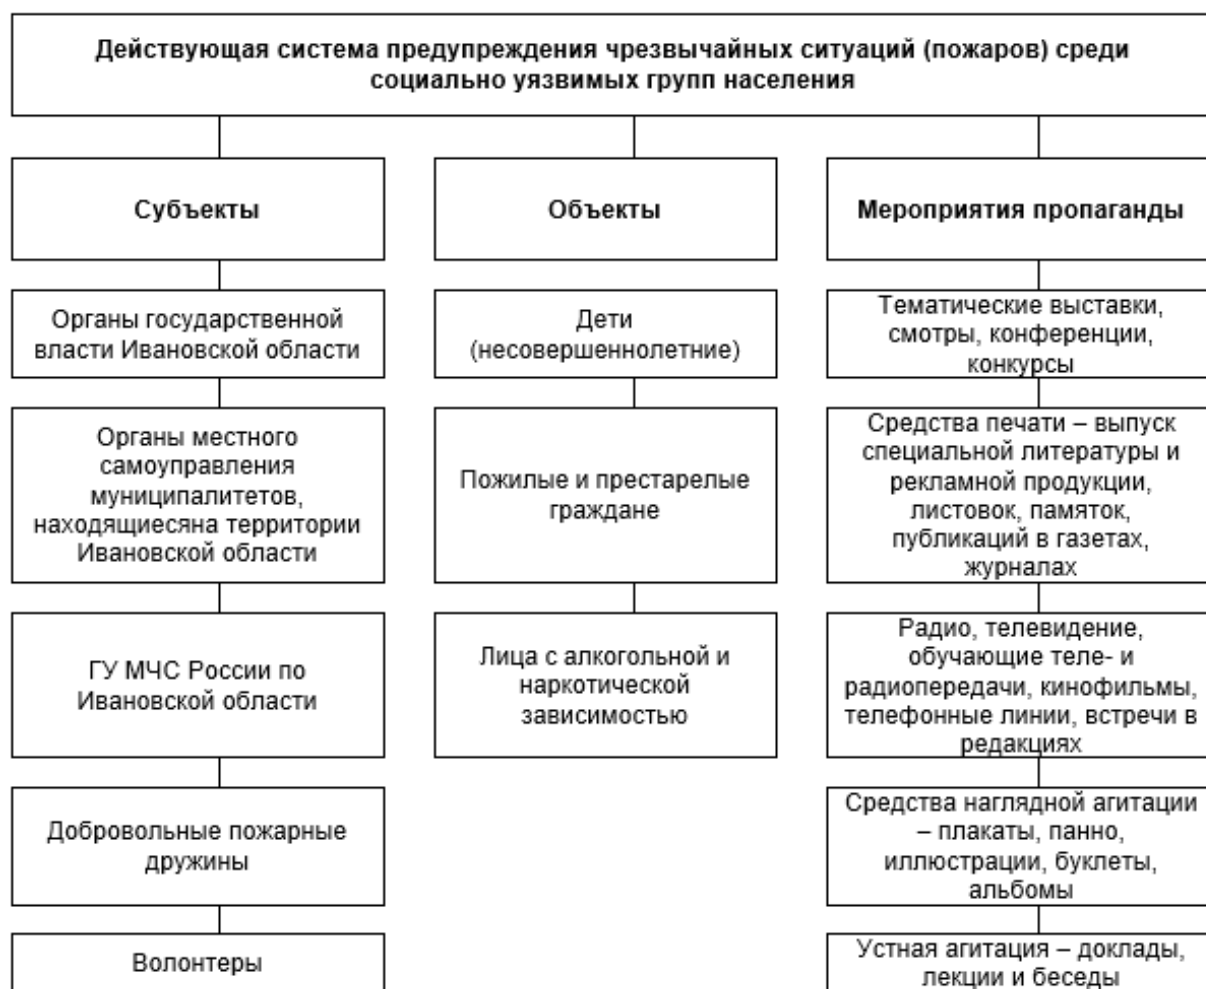 Действующая система предупреждения чрезвычайных ситуаций (пожаров) среди
социально уязвимых групп населения
Субъекты
Объекты
Мероприятия пропаганды
Органы государственной
власти Ивановской области
Дети
(несовершеннолетние)
Тематические выставки,
смотры, конференции,
конкурсы
Органы местного
самоуправления
муниципалитетов,
находящиесяна территории
Ивановской области
Пожилые и престарелые
граждане
Средства печати – выпуск
специальной литературы и
рекламной продукции,
листовок, памяток,
публикаций в газетах,
журналах
ГУ МЧС России по
Ивановской области
Лица с алкогольной и
наркотической
зависимостью
Радио, телевидение,
обучающие теле- и
радиопередачи, кинофильмы,
телефонные линии, встречи в
редакциях
Добровольные пожарные
дружины
Средства наглядной агитации
– плакаты, панно,
иллюстрации, буклеты,
альбомы
Волонтеры
Устная агитация – доклады,
лекции и беседы